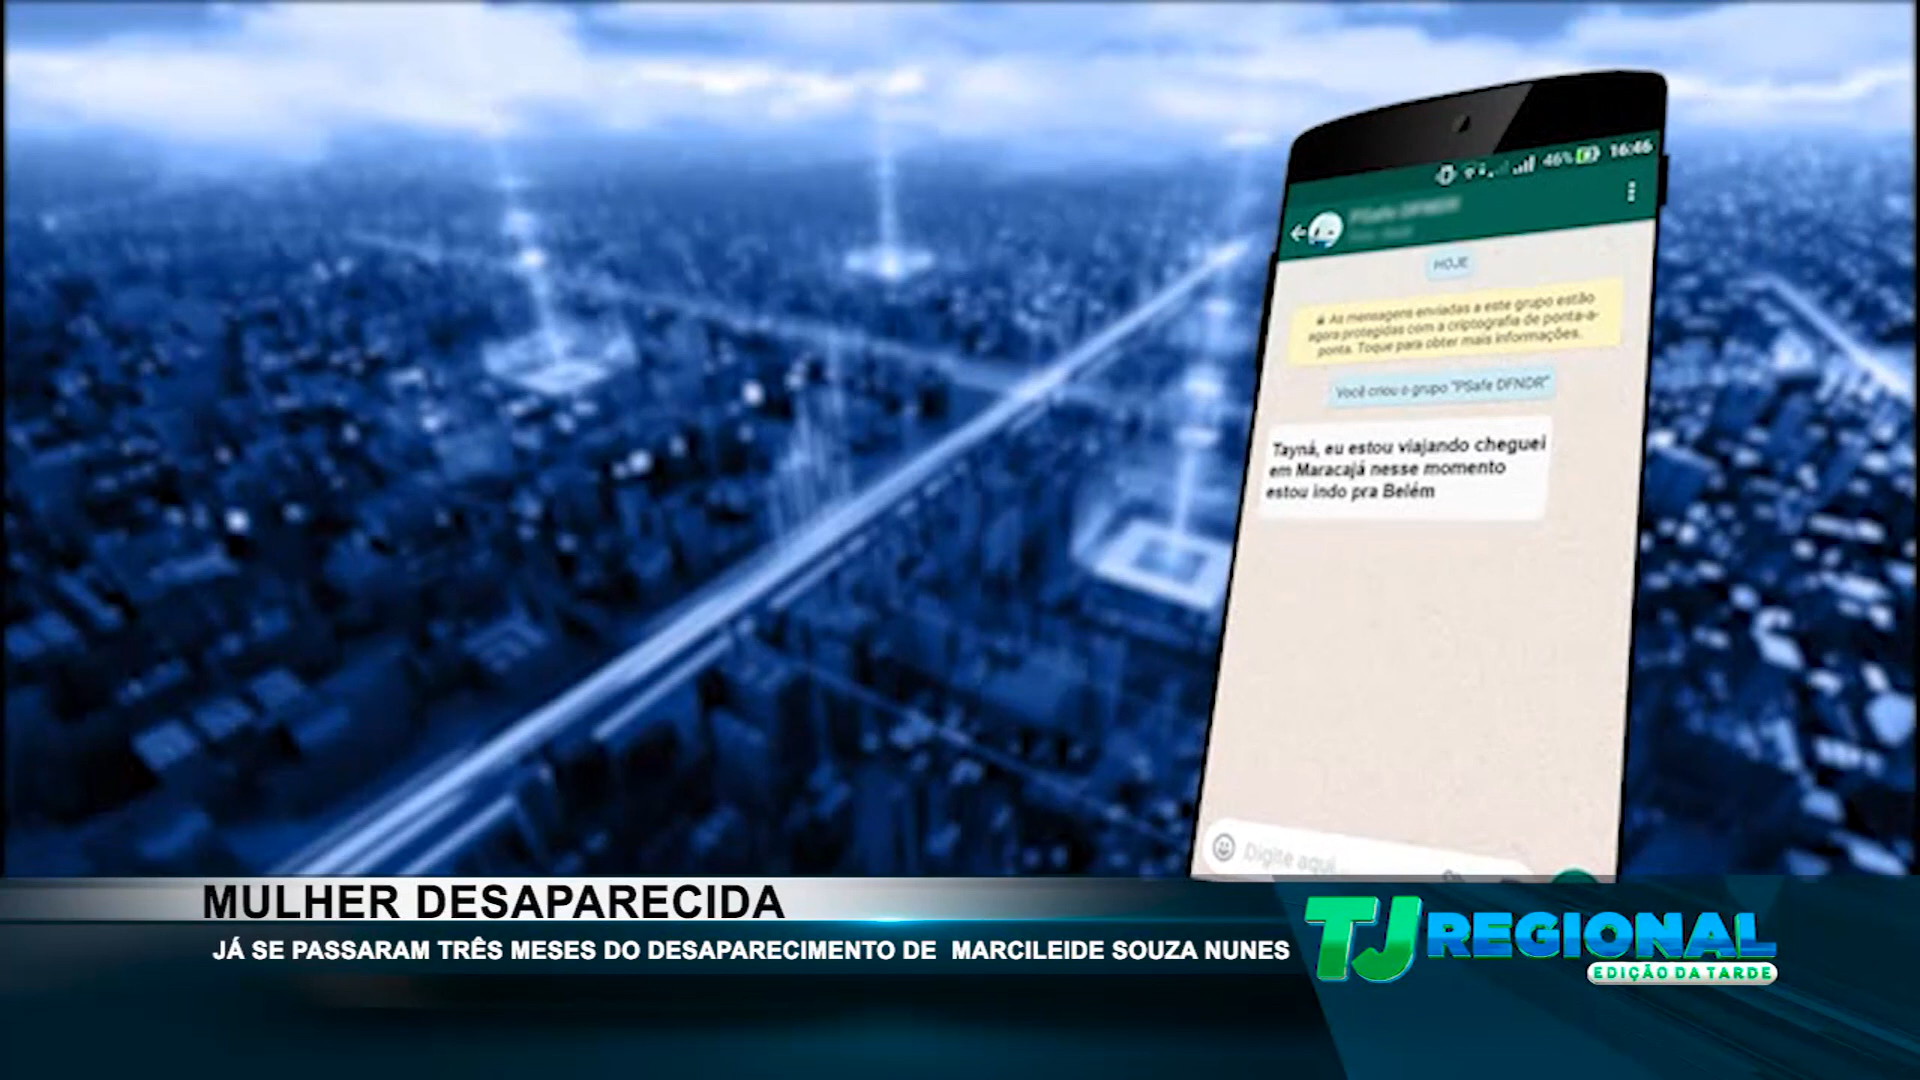 46% 16:46
PSafe DFNDR
HOJE
As mensagens enviadas a este grupo estão
agora protegidas com a criptografia de ponta-a-
ponta. Toque para obter mais informações.
Você criou o grupo "PSafe DFNDR"
Tayná, eu estou viajando cheguei
em Maracajá nesse momento
estou indo pra Belém
Digite aqui...
MULHER DESAPARECIDA
JÁ SE PASSARAM TRÊS MESES DO DESAPARECIMENTO DE MARCILEIDE SOUZA NUNES
TJ REGIONAL
EDIÇÃO DA TARDE